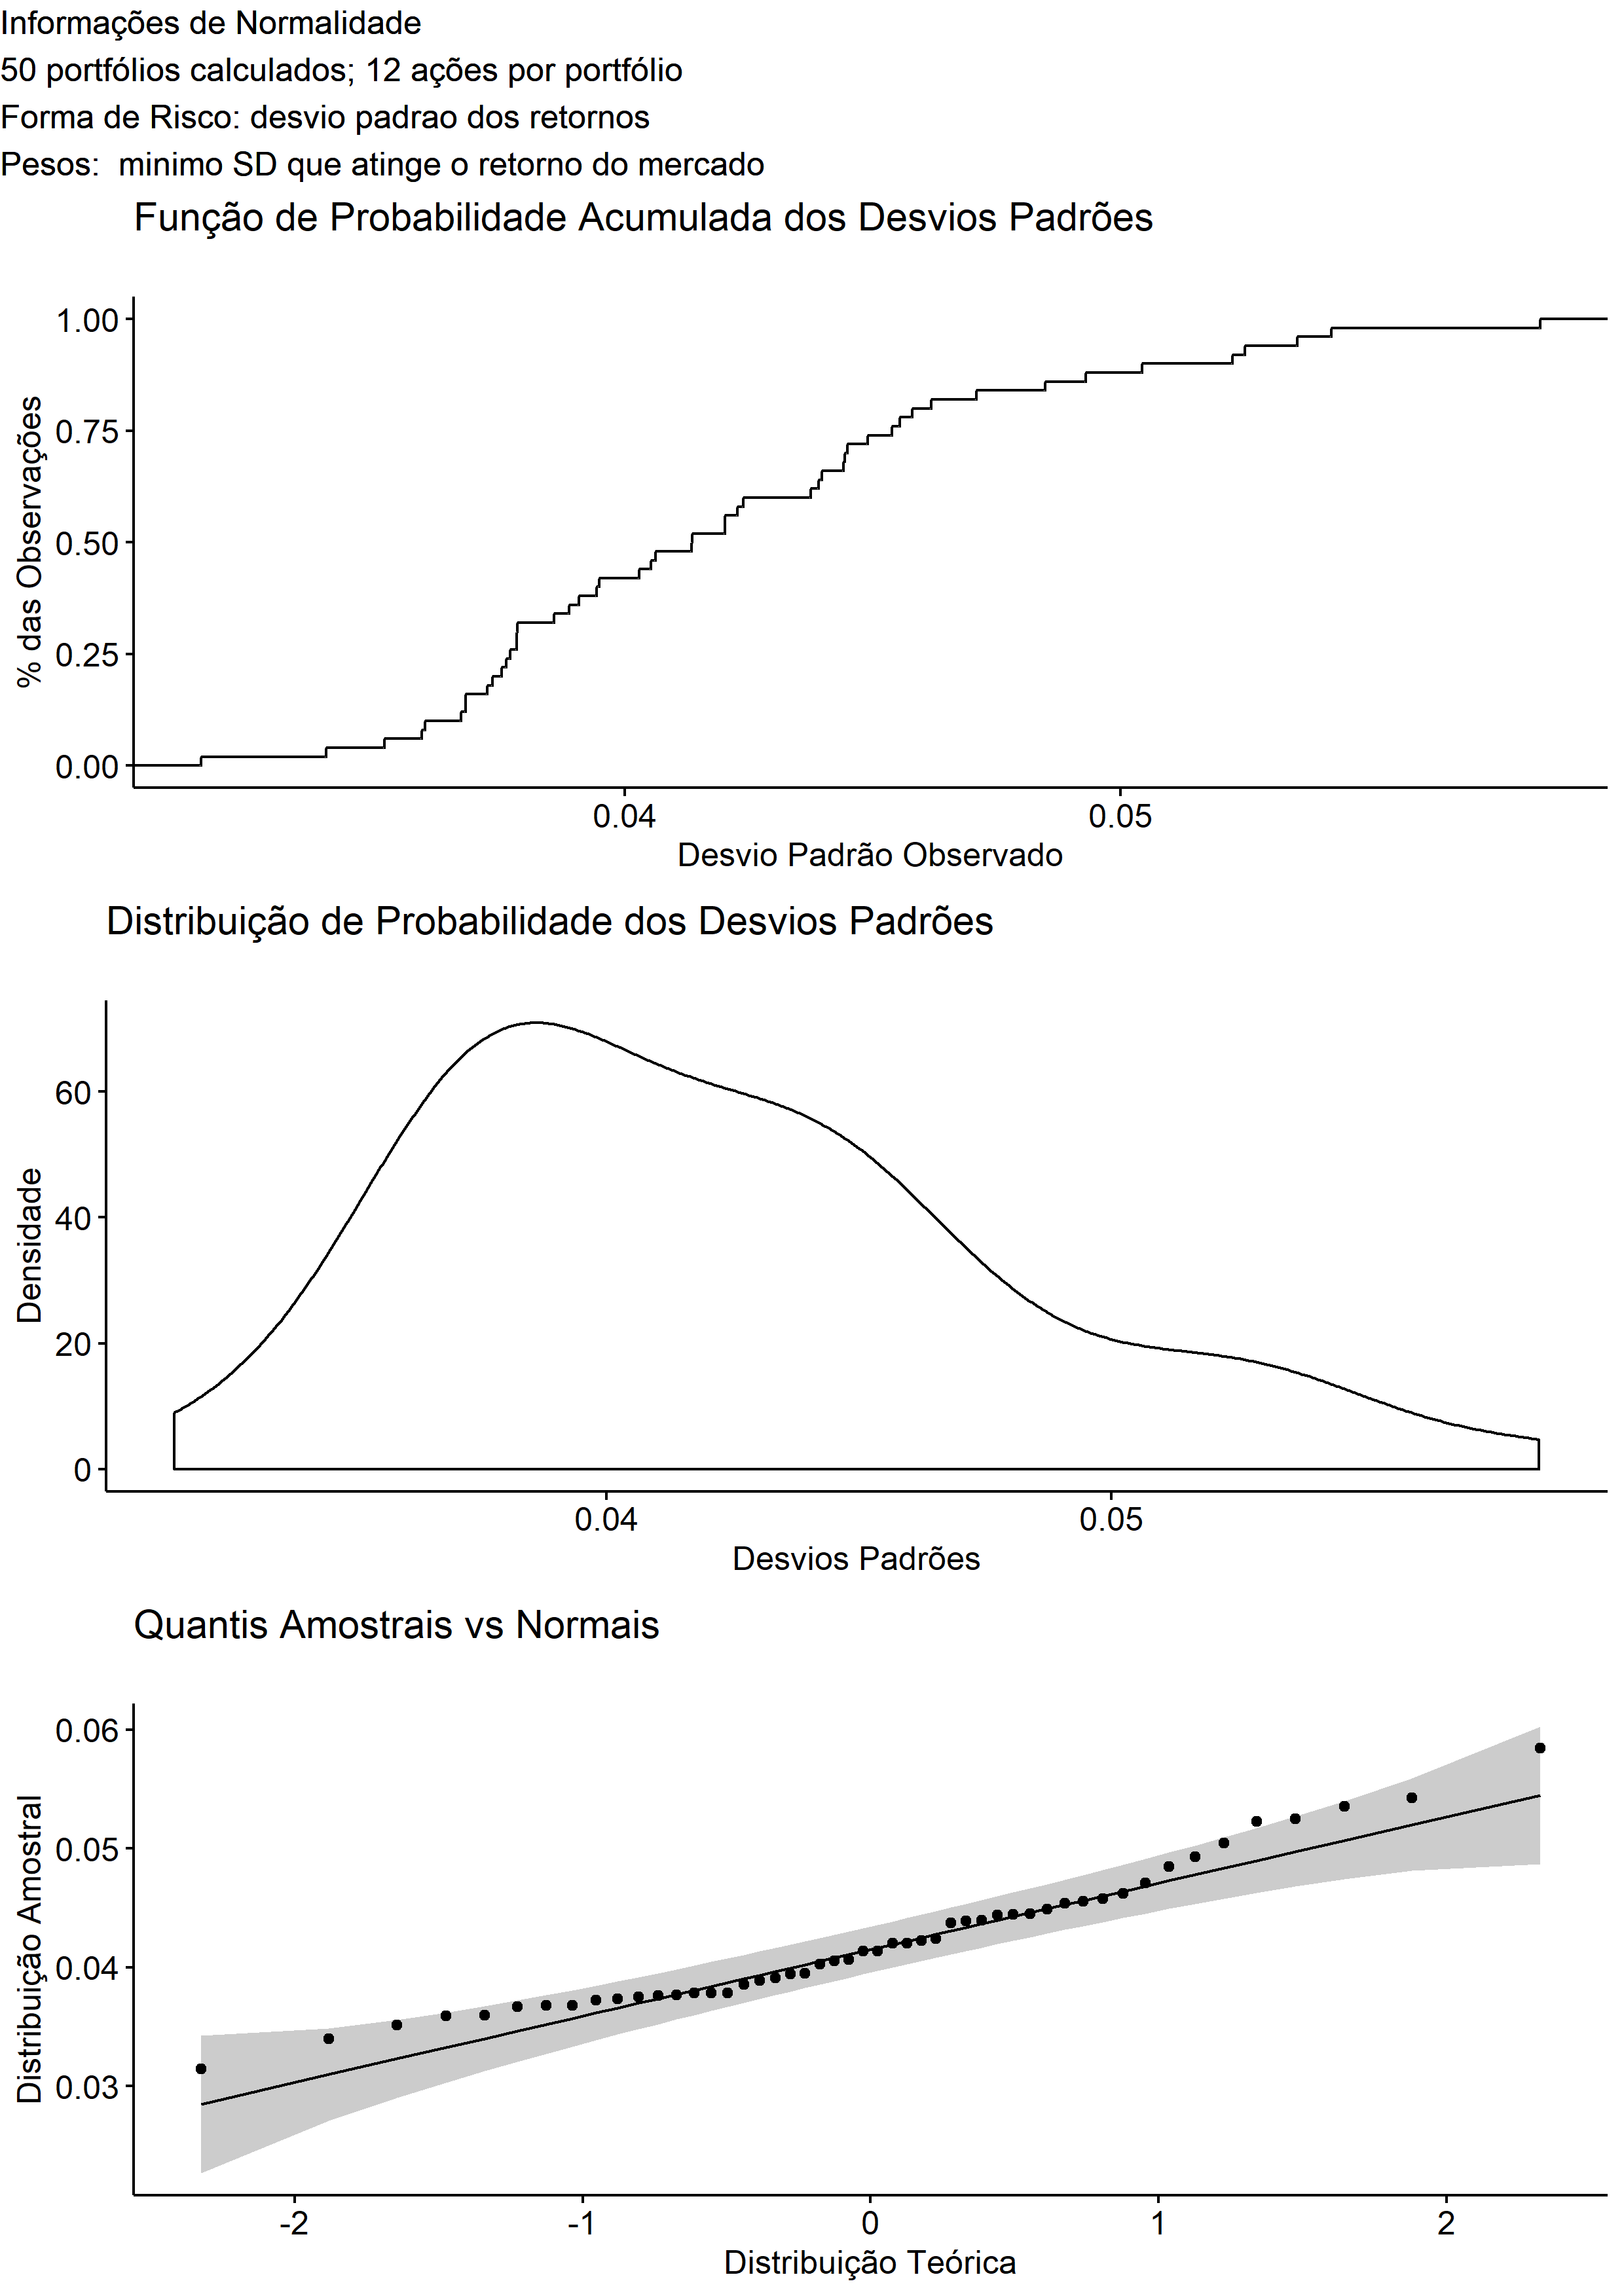 Informações de Normalidade
50 portfólios calculados; 12 ações por portfólio
Forma de Risco: desvio padrao dos retornos
Pesos:  minimo SD que atinge o retorno do mercado
Função de Probabilidade Acumulada dos Desvios Padrões
% das Observações
1.00
0.75
0.50
0.25
0.00
0.04
0.05
Desvio Padrão Observado
Distribuição de Probabilidade dos Desvios Padrões
Densidade
60
40
20
0
0.04
0.05
Desvios Padrões
Quantis Amostrais vs Normais
Distribuição Amostral
0.06
0.05
0.04
0.03
-2
-1
0
1
2
Distribuição Teórica